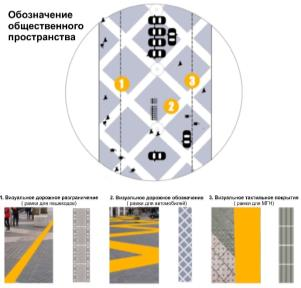 Обозначение
общественного
пространства
1
3
2
1. Визуальное дорожное разграничение
( рамки для пешеходов)
2. Визуальное дорожное обозначение
( рамки для автомобилей)
3. Визуальное тактильное покрытие
( рамки для МГН)